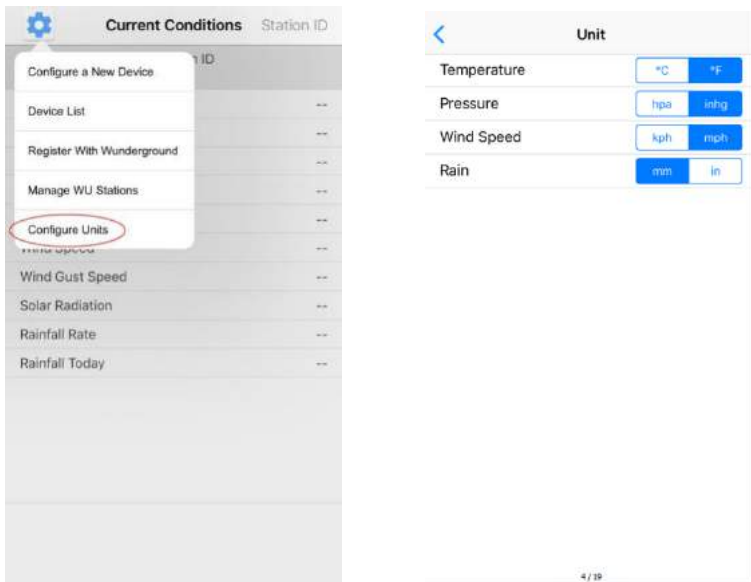 Current Conditions
Station ID
n ID
Configure a New Device
Device List
--
--
Register With Wunderground
--
Manage WU Stations
--
Configure Units
--
Wind Speed
--
Wind Gust Speed
--
Solar Radiation
--
Rainfall Rate
--
Rainfall Today
--
Unit
Temperature
°C
°F
Pressure
hpa
inhg
Wind Speed
kph
mph
Rain
mm
in
4 / 19